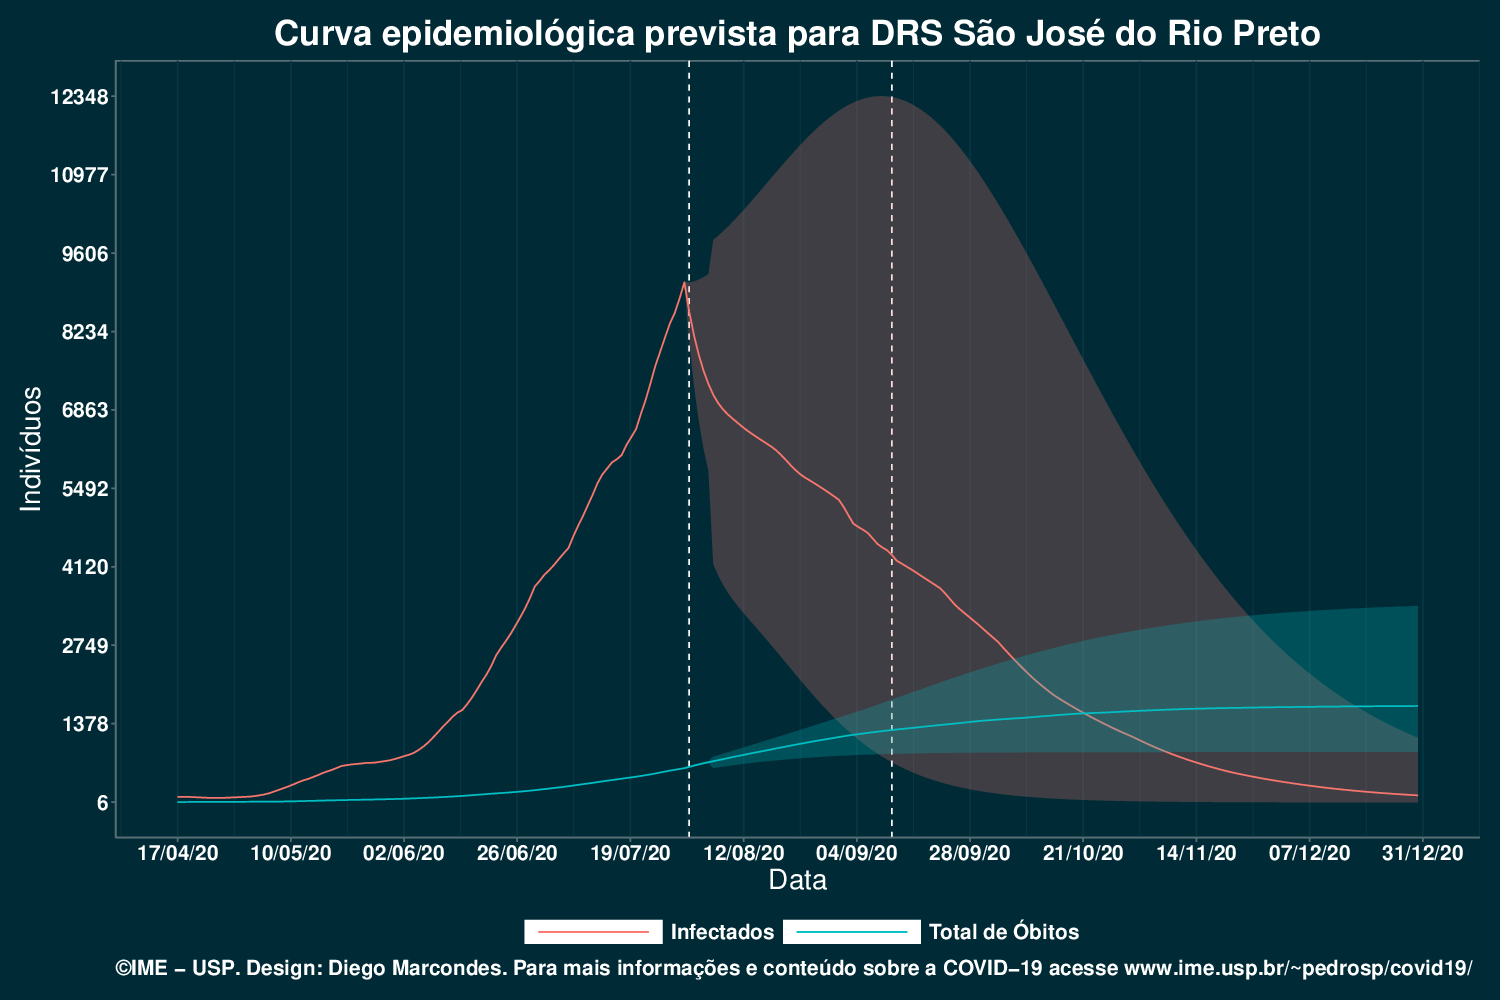 Curva epidemiológica prevista para DRS São José do Rio Preto
12348
10977
9606
8234
6863
5492
4120
2749
1378
6
Indivíduos
17/04/20 10/05/20 02/06/20 26/06/20 19/07/20 12/08/20 04/09/20 28/09/20 21/10/20 14/11/20 07/12/20 31/12/20
Data
Infectados Total de Óbitos
©IME − USP. Design: Diego Marcondes. Para mais informações e conteúdo sobre a COVID−19 acesse www.ime.usp.br/~pedrosp/covid19/